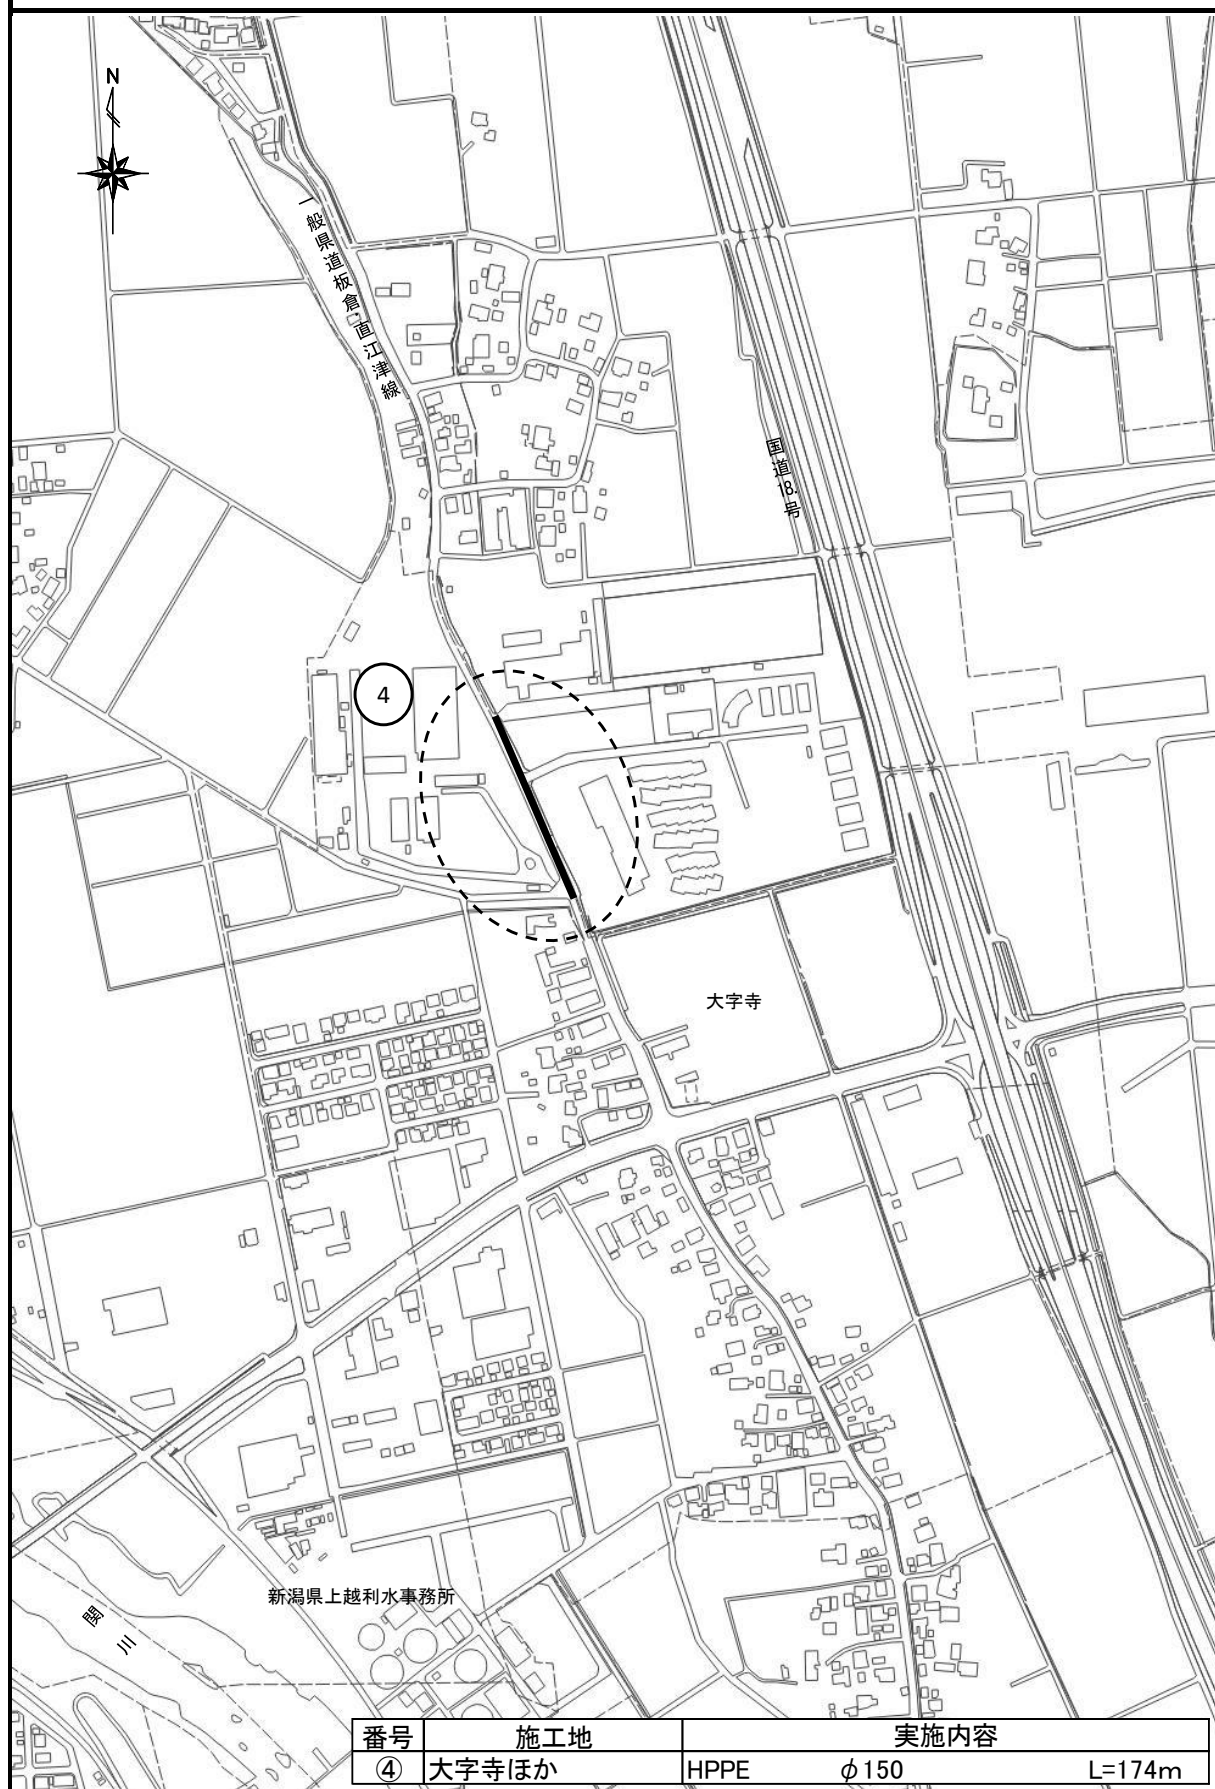 N
一般県道板倉直江津線
国道18号
4
大字寺
新潟県上越利水事務所
関川
番号 施工地 実施内容
④ 大字寺ほか HPPE φ150 L=174m